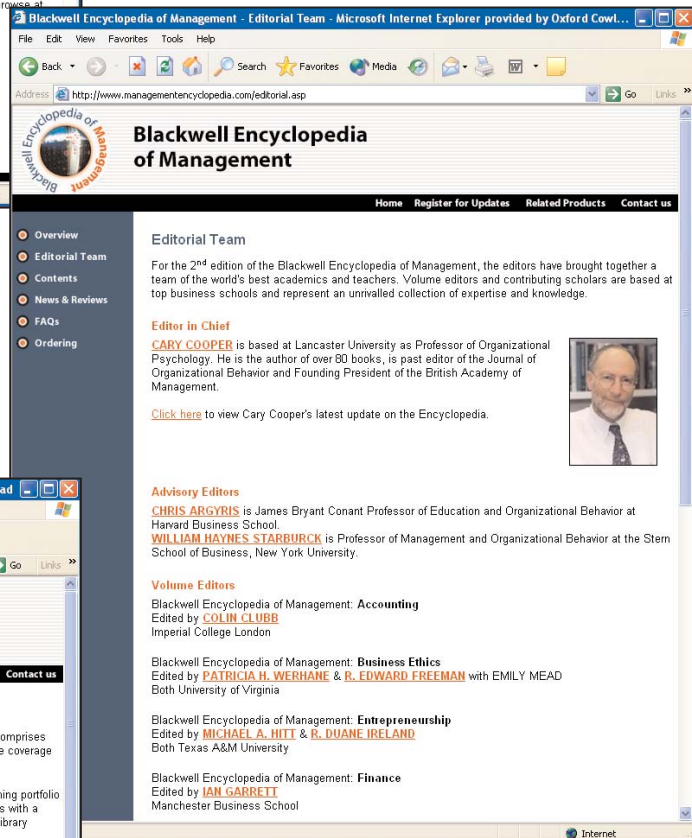 rowse at
Blackwell Encyclopedia of Management - Editorial Team - Microsoft Internet Explorer provided by Oxford Cowl...
File Edit View Favorites Tools Help
Back Search Favorites Media
Address http://www.managementencyclopedia.com/editorial.asp Go Links »
Blackwell Encyclopedia of Management
Blackwell Encyclopedia
of Management
Home Register for Updates Related Products Contact us
Overview
Editorial Team
Contents
News & Reviews
FAQs
Ordering
Editorial Team
For the 2nd edition of the Blackwell Encyclopedia of Management, the editors have brought together a
team of the world's best academics and teachers. Volume editors and contributing scholars are based at
top business schools and represent an unrivalled collection of expertise and knowledge.
Editor in Chief
CARY COOPER is based at Lancaster University as Professor of Organizational
Psychology. He is the author of over 80 books, is past editor of the Journal of
Organizational Behavior and Founding President of the British Academy of
Management.
Click here to view Cary Cooper's latest update on the Encyclopedia.
Advisory Editors
CHRIS ARGYRIS is James Bryant Conant Professor of Education and Organizational Behavior at
Harvard Business School.
WILLIAM HAYNES STARBURCK is Professor of Management and Organizational Behavior at the Stern
School of Business, New York University.
Volume Editors
Blackwell Encyclopedia of Management: Accounting
Edited by COLIN CLUBB
Imperial College London
Blackwell Encyclopedia of Management: Business Ethics
Edited by PATRICIA H. WERHANE & R. EDWARD FREEMAN with EMILY MEAD
Both University of Virginia
Blackwell Encyclopedia of Management: Entrepreneurship
Edited by MICHAEL A. HITT & R. DUANE IRELAND
Both Texas A&M University
Blackwell Encyclopedia of Management: Finance
Edited by IAN GARRETT
Manchester Business School
Internet
ad
Go Links »
Contact us
omprises
e coverage
ning portfolio
s with a
ibrary